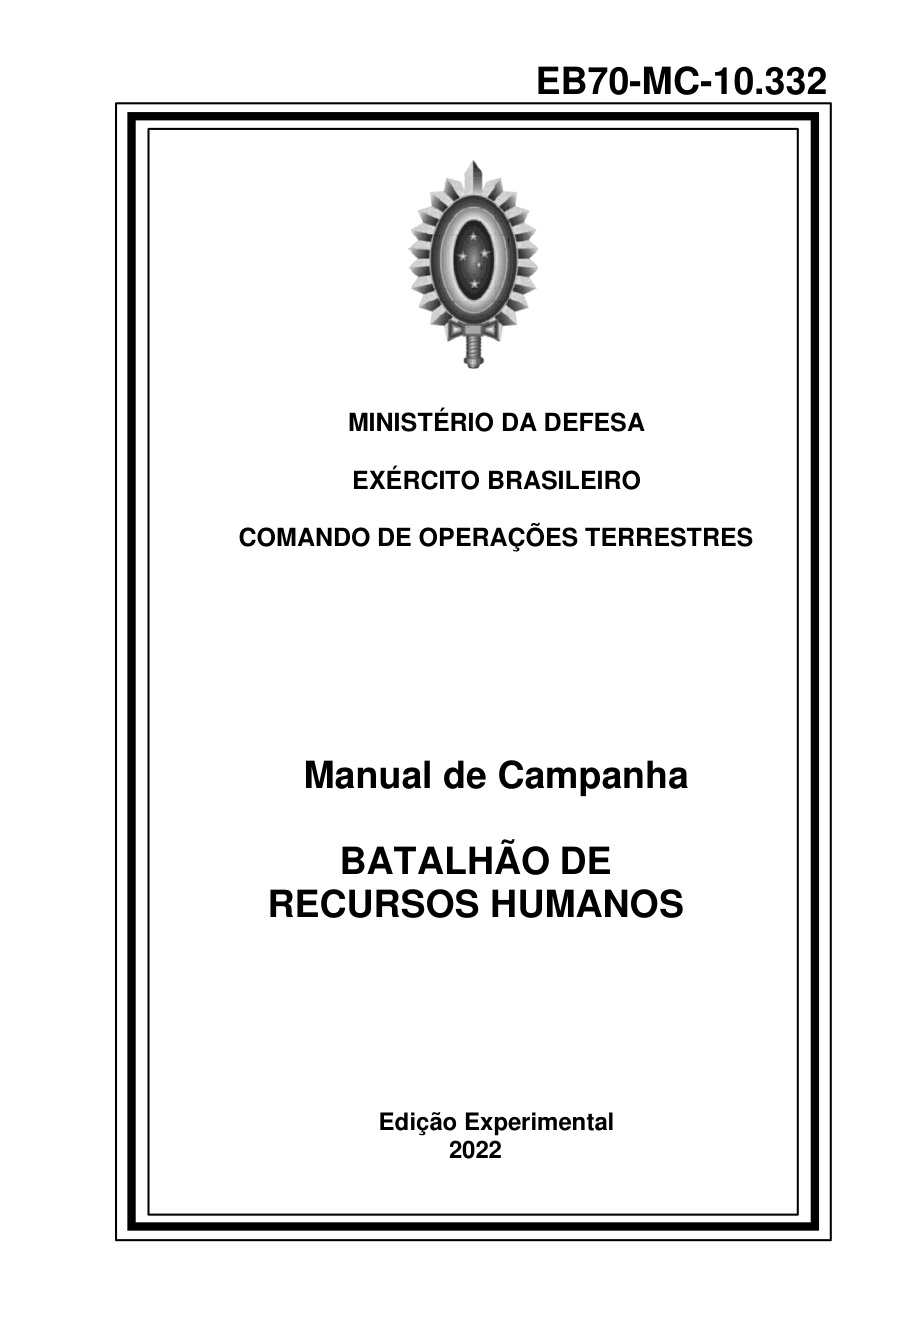 EB70-MC-10.332
MINISTÉRIO DA DEFESA
EXÉRCITO BRASILEIRO
COMANDO DE OPERAÇÕES TERRESTRES
Manual de Campanha
BATALHÃO DE
RECURSOS HUMANOS
Edição Experimental
2022